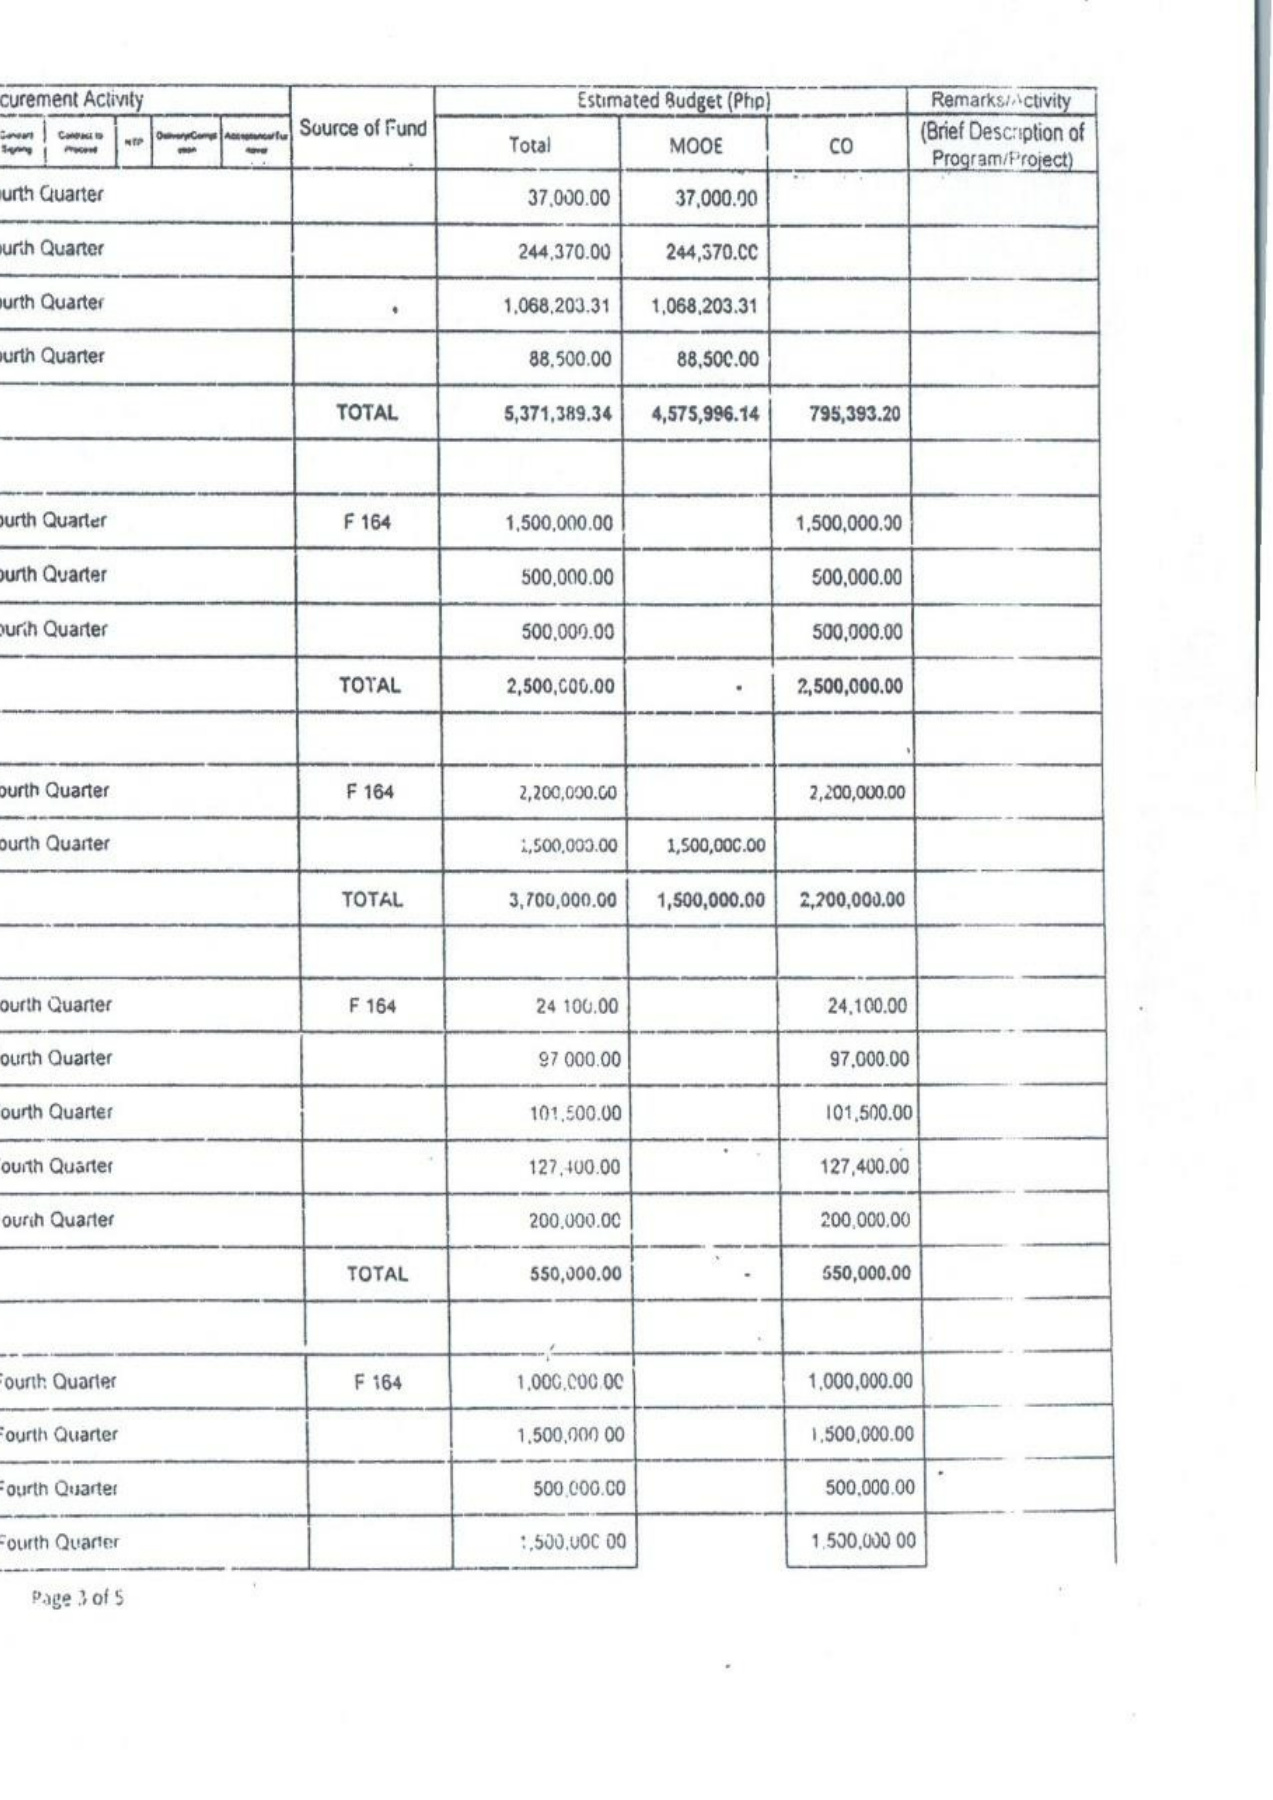 curement Activity
Source of Fund
Estimated Budget (Php)
Remarks/Activity
Contract Signing
Contract to Proceed
NTP
Total
MOOE
CO
(Brief Description of
Program/Project)
urth Quarter 37,000.00 37,000.00
urth Quarter 244,370.00 244,370.00
urth Quarter 1,068,203.31 1,068,203.31
urth Quarter 88,500.00 88,500.00
TOTAL 5,371,389.34 4,575,996.14 795,393.20
ourth Quarter F 164 1,500,000.00 1,500,000.00
ourth Quarter 500,000.00 500,000.00
ourth Quarter 500,000.00 500,000.00
TOTAL 2,500,000.00 - 2,500,000.00
ourth Quarter F 164 2,200,000.00 2,200,000.00
ourth Quarter 1,500,000.00 1,500,000.00
TOTAL 3,700,000.00 1,500,000.00 2,200,000.00
ourth Quarter F 164 24 100.00 24,100.00
ourth Quarter 97 000.00 97,000.00
ourth Quarter 101,500.00 101,500.00
ourth Quarter 127,400.00 127,400.00
ourth Quarter 200,000.00 200,000.00
TOTAL 550,000.00 - 550,000.00
Fourth Quarter F 164 1,000,000.00 1,000,000.00
Fourth Quarter 1,500,000 00 1,500,000.00
Fourth Quarter 500,000.00 500,000.00
Fourth Quarter 1,500,000 00 1,500,000 00
Page 3 of 5